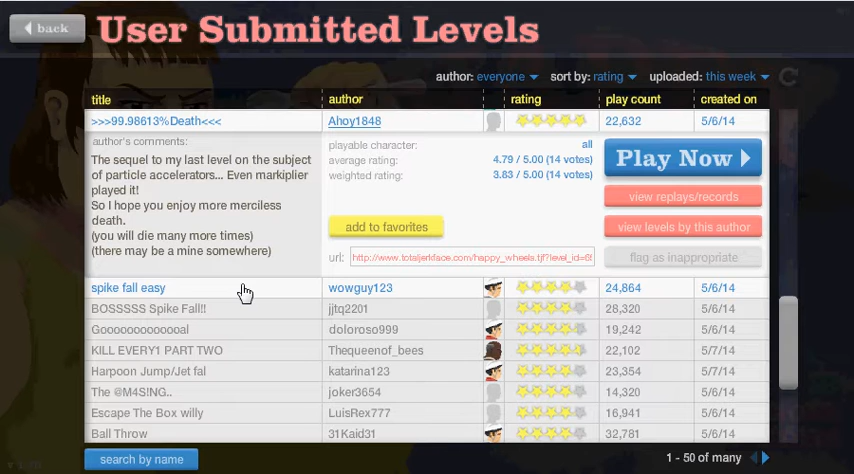 back
User Submitted Levels
author: everyone sort by: rating uploaded: this week
title author rating play count created on
>>>99.98613%Death<<< Ahoy1848 22,632 5/6/14
author's comments:
The sequel to my last level on the subject
of particle accelerators... Even markiplier
played it!
So I hope you enjoy more merciless
death.
(you will die many more times)
(there may be a mine somewhere)
playable character: all
average rating: 4.79 / 5.00 (14 votes)
weighted rating: 3.83 / 5.00 (14 votes)
add to favorites
url: http://www.totaljerkface.com/happy_wheels.tjf?level_id=6
Play Now
view replays/records
view levels by this author
flag as inappropriate
spike fall easy wowguy123 24,864 5/6/14
BOSSSSS Spike Fall!! jjtq2201 28,320 5/6/14
Goooooooooooal doloroso999 19,242 5/7/14
KILL EVERY1 PART TWO Thequeenof_bees 22,102 5/7/14
Harpoon Jump/Jet fal katarina123 23,354 5/7/14
The @M4S!NG.. joker3654 14,320 5/6/14
Escape The Box willy LuisRex777 16,941 5/6/14
Ball Throw 31Kaid31 32,781 5/6/14
search by name
1 - 50 of many